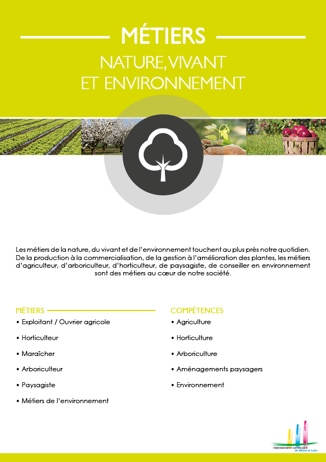 MÉTIERS
NATURE, VIVANT
ET ENVIRONNEMENT
Les métiers de la nature, du vivant et de l'environnement touchent au plus près notre quotidien.
De la production à la commercialisation, de la gestion à l'amélioration des plantes, les métiers
d'agriculteur, d'arboriculteur, d'horticulteur, de paysagiste, de conseiller en environnement
sont des métiers au cœur de notre société.
MÉTIERS
• Exploitant / Ouvrier agricole
• Horticulteur
• Maraîcher
• Arboriculteur
• Paysagiste
• Métiers de l'environnement
COMPÉTENCES
• Agriculture
• Horticulture
• Arboriculture
• Aménagements paysagers
• Environnement